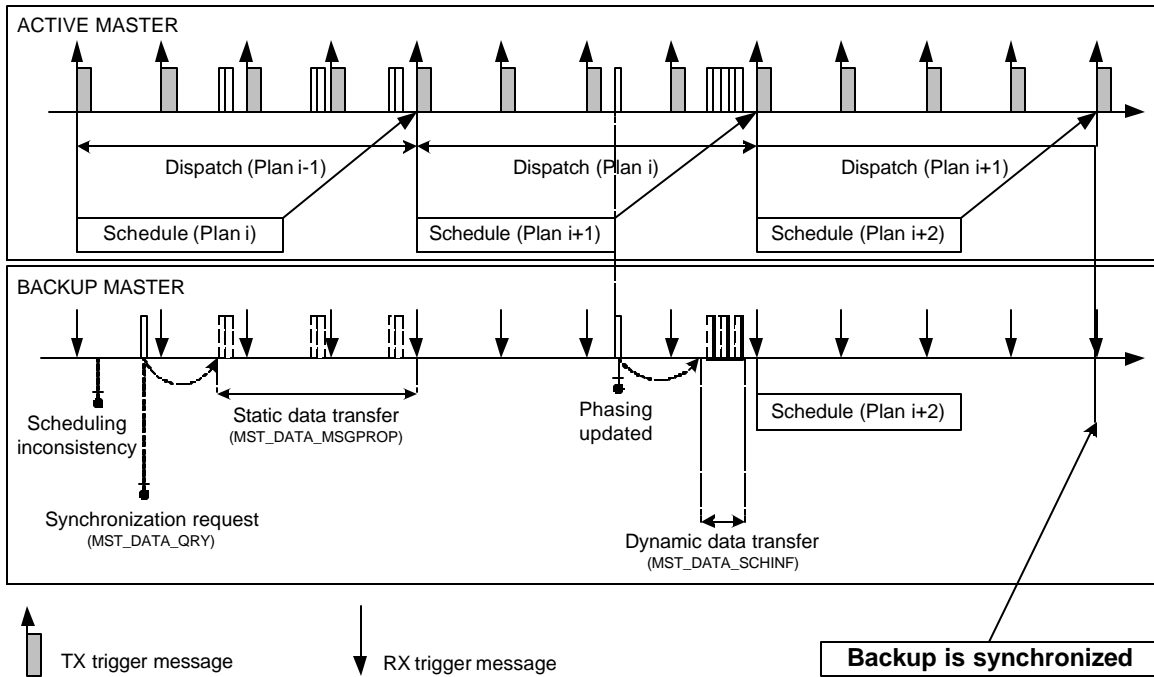 ACTIVE MASTER
Dispatch (Plan i-1)
Dispatch (Plan i)
Dispatch (Plan i+1)
Schedule (Plan i)
Schedule (Plan i+1)
Schedule (Plan i+2)
BACKUP MASTER
Scheduling
inconsistency
Static data transfer
(MST_DATA_MSGPROP)
Phasing
updated
Schedule (Plan i+2)
Synchronization request
(MST_DATA_QRY)
Dynamic data transfer
(MST_DATA_SCHINF)
TX trigger message
RX trigger message
Backup is synchronized